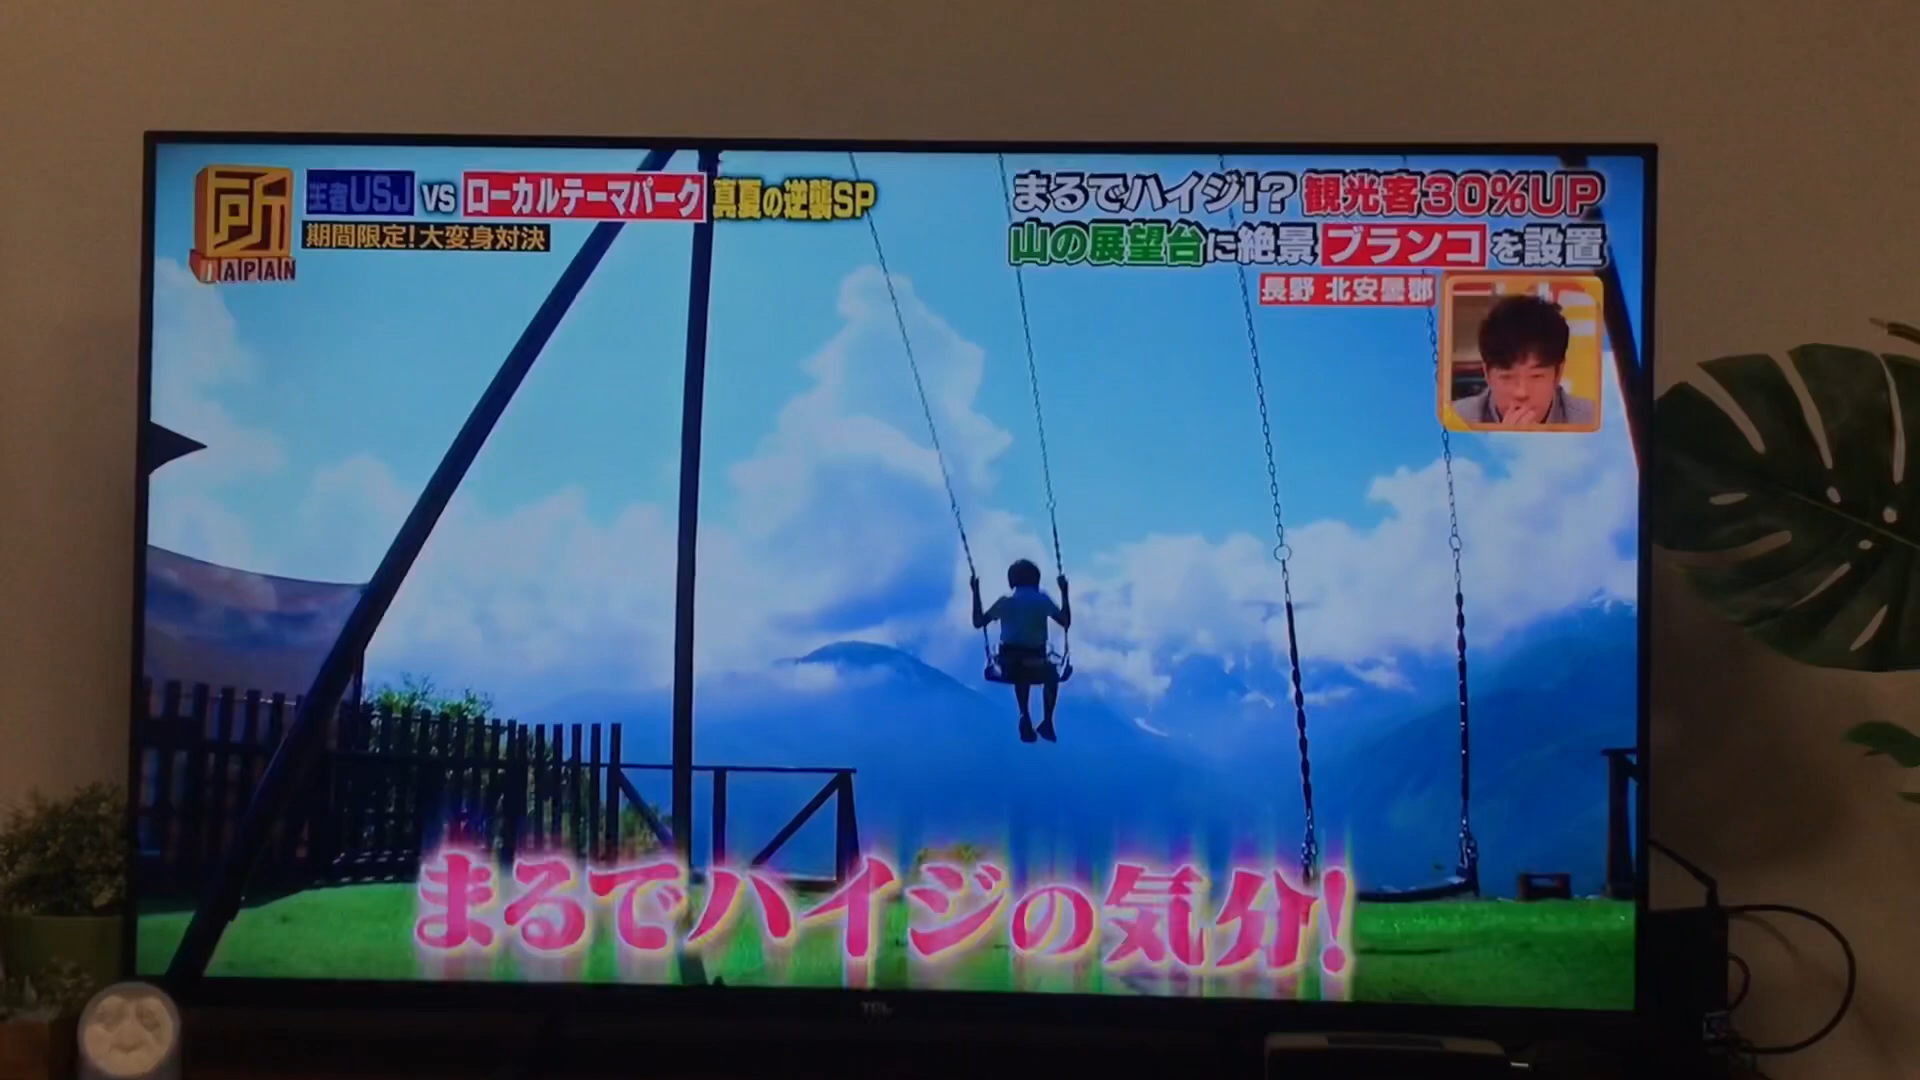 所
JAPAN
王者USJ vs ローカルテーマパーク 真夏の逆襲SP
期間限定!大変身対決
まるでハイジ!?観光客30%UP
山の展望台に絶景ブランコを設置
長野 北安曇郡
まるでハイジの気分!
TCL